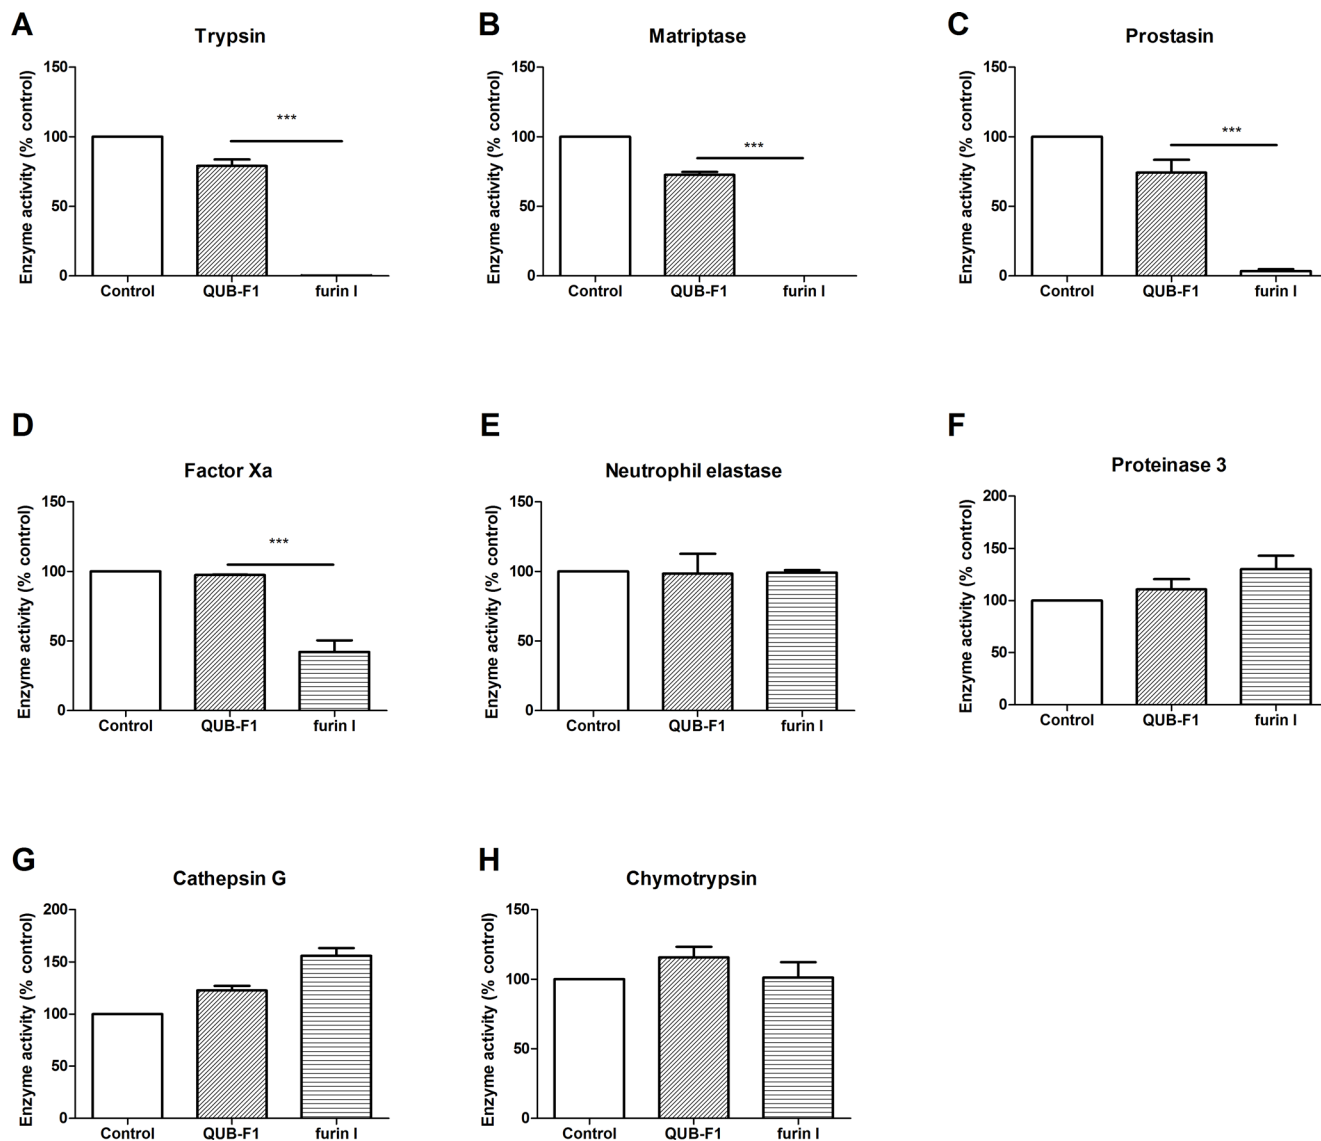 A
Trypsin
Enzyme activity (% control)
150
100
50
0
***
Control QUB-F1 furin I
B
Matriptase
Enzyme activity (% control)
150
100
50
0
***
Control QUB-F1 furin I
C
Prostasin
Enzyme activity (% control)
150
100
50
0
***
Control QUB-F1 furin I
D
Factor Xa
Enzyme activity (% control)
150
100
50
0
***
Control QUB-F1 furin I
E
Neutrophil elastase
Enzyme activity (% control)
150
100
50
0
Control QUB-F1 furin I
F
Proteinase 3
Enzyme activity (% control)
200
150
100
50
0
Control QUB-F1 furin I
G
Cathepsin G
Enzyme activity (% control)
200
150
100
50
0
Control QUB-F1 furin I
H
Chymotrypsin
Enzyme activity (% control)
150
100
50
0
Control QUB-F1 furin I